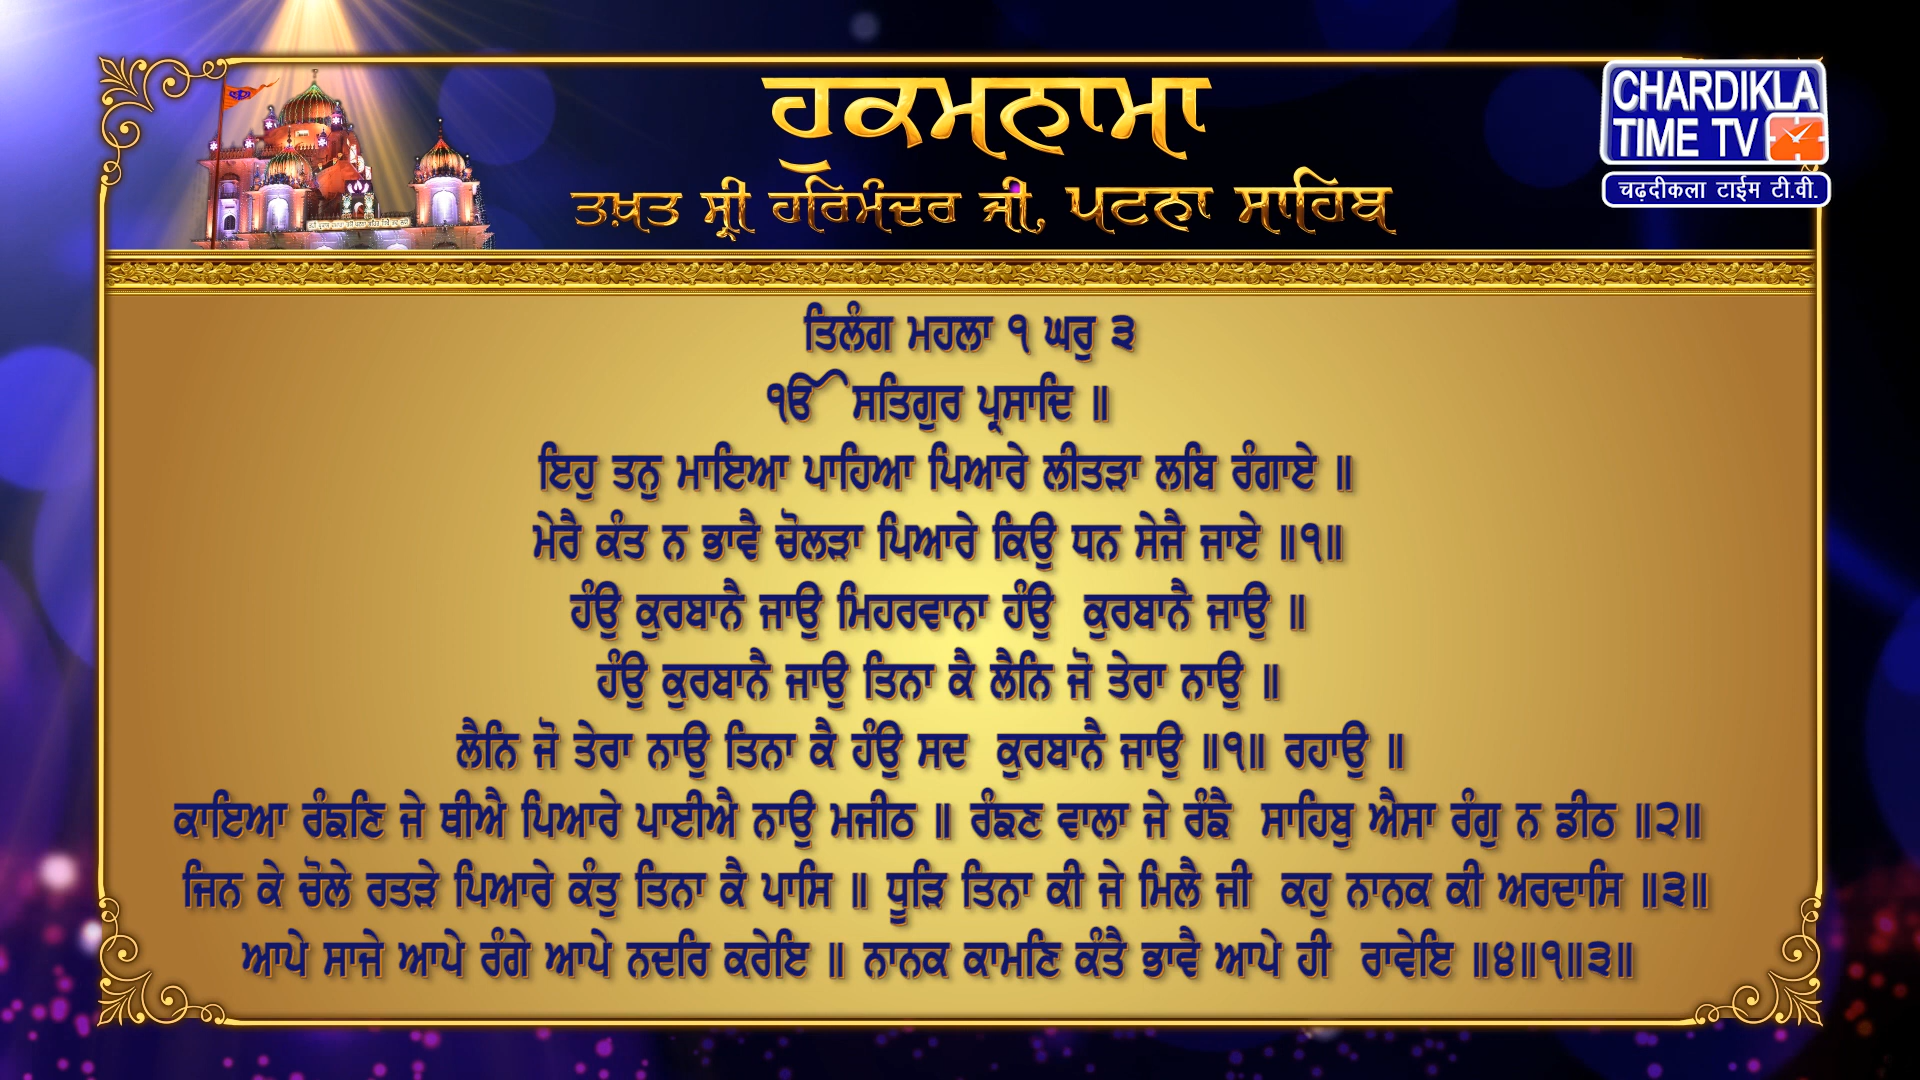 ਹੁਕਮਨਾਮਾ
ਤਖ਼ਤ ਸ੍ਰੀ ਹਰਿਮੰਦਰ ਜੀ, ਪਟਨਾ ਸਾਹਿਬ
CHARDIKLA
TIME TV
चढ़दीकला टाईम टी.वी.
ਤਿਲੰਗ ਮਹਲਾ ੧ ਘਰੁ ੩
ੴ ਸਤਿਗੁਰ ਪ੍ਰਸਾਦਿ ॥
ਇਹੁ ਤਨੁ ਮਾਇਆ ਪਾਹਿਆ ਪਿਆਰੇ ਲੀਤੜਾ ਲਬਿ ਰੰਗਾਏ ॥
ਮੇਰੈ ਕੰਤ ਨ ਭਾਵੈ ਚੋਲੜਾ ਪਿਆਰੇ ਕਿਉ ਧਨ ਸੇਜੈ ਜਾਏ ॥੧॥
ਹੰਉ ਕੁਰਬਾਨੈ ਜਾਉ ਮਿਹਰਵਾਨਾ ਹੰਉ ਕੁਰਬਾਨੈ ਜਾਉ ॥
ਹੰਉ ਕੁਰਬਾਨੈ ਜਾਉ ਤਿਨਾ ਕੈ ਲੈਨਿ ਜੋ ਤੇਰਾ ਨਾਉ ॥
ਲੈਨਿ ਜੋ ਤੇਰਾ ਨਾਉ ਤਿਨਾ ਕੈ ਹੰਉ ਸਦ ਕੁਰਬਾਨੈ ਜਾਉ ॥੧॥ ਰਹਾਉ ॥
ਕਾਇਆ ਰੰਙਣਿ ਜੇ ਥੀਐ ਪਿਆਰੇ ਪਾਈਐ ਨਾਉ ਮਜੀਠ ॥ ਰੰਙਣ ਵਾਲਾ ਜੇ ਰੰਙੈ ਸਾਹਿਬੁ ਐਸਾ ਰੰਗੁ ਨ ਡੀਠ ॥੨॥
ਜਿਨ ਕੇ ਚੋਲੇ ਰਤੜੇ ਪਿਆਰੇ ਕੰਤੁ ਤਿਨਾ ਕੈ ਪਾਸਿ ॥ ਧੂੜਿ ਤਿਨਾ ਕੀ ਜੇ ਮਿਲੈ ਜੀ ਕਹੁ ਨਾਨਕ ਕੀ ਅਰਦਾਸਿ ॥੩॥
ਆਪੇ ਸਾਜੇ ਆਪੇ ਰੰਗੇ ਆਪੇ ਨਦਰਿ ਕਰੇਇ ॥ ਨਾਨਕ ਕਾਮਣਿ ਕੰਤੈ ਭਾਵੈ ਆਪੇ ਹੀ ਰਾਵੇਇ ॥੪॥੧॥੩॥